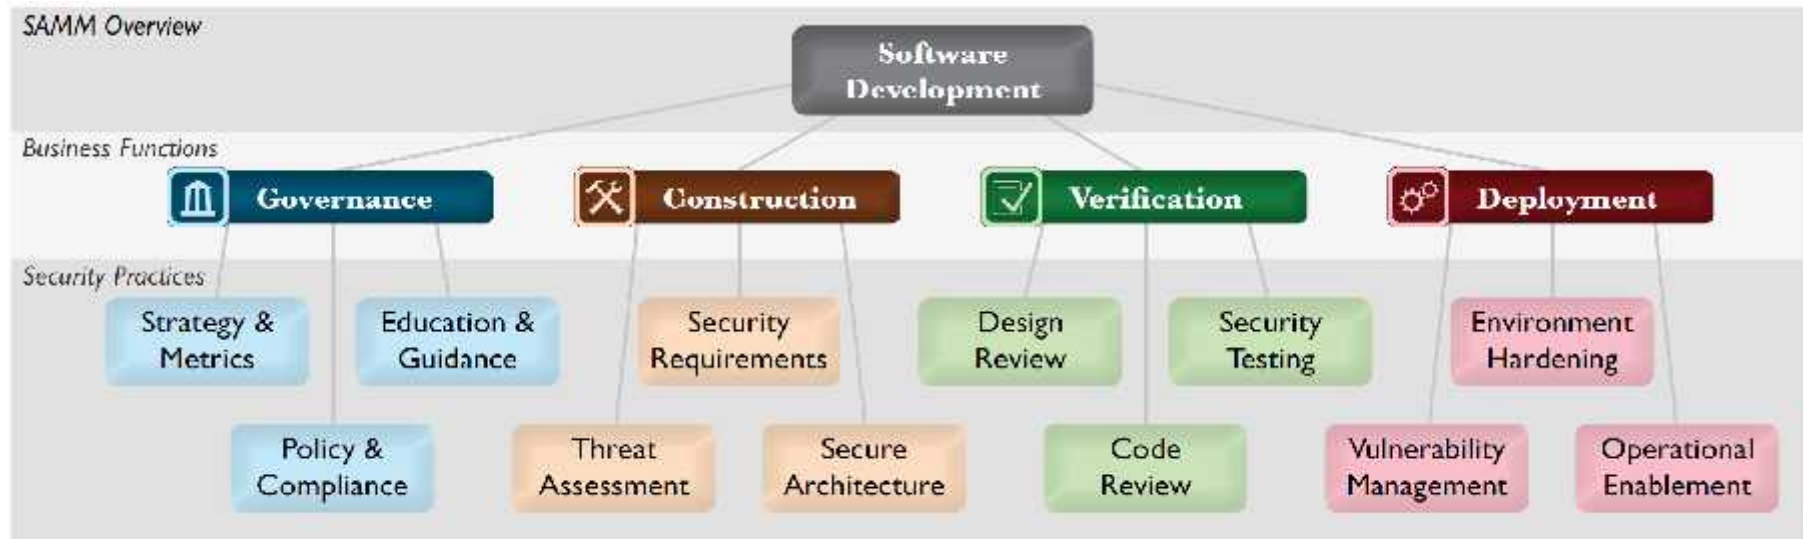 SAMM Overview
Software
Development
Business Functions
Governance
Construction
Verification
Deployment
Security Practices
Strategy &
Metrics
Education &
Guidance
Security
Requirements
Design
Review
Security
Testing
Environment
Hardening
Policy &
Compliance
Threat
Assessment
Secure
Architecture
Code
Review
Vulnerability
Management
Operational
Enablement